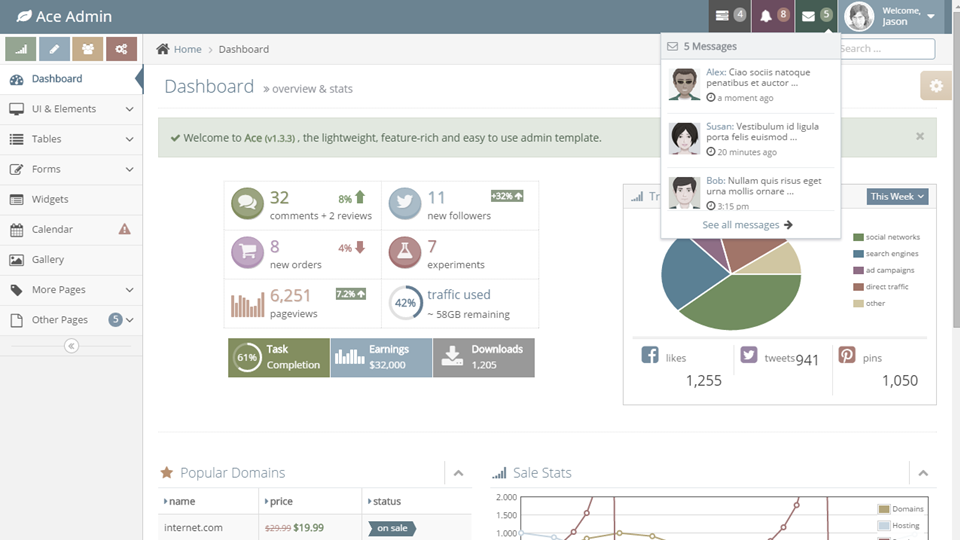 Ace Admin
4
8
5
Welcome,
Jason
Home
Dashboard
Search ...
5 Messages
Alex: Ciao sociis natoque
penatibus et auctor ...
a moment ago
Susan: Vestibulum id ligula
porta felis euismod ...
20 minutes ago
Bob: Nullam quis risus eget
urna mollis ornare ...
3:15 pm
See all messages
Dashboard
UI & Elements
Tables
Forms
Widgets
Calendar
Gallery
More Pages
Other Pages 5
Dashboard » overview & stats
Welcome to Ace (v1.3.3) , the lightweight, feature-rich and easy to use admin template.
×
32 8%
comments + 2 reviews
11 +32%
new followers
8 4%
new orders
7
experiments
6,251 7.2%
pageviews
42%
traffic used
~ 58GB remaining
61%
Task
Completion
Earnings
$32,000
Downloads
1,205
This Week
social networks
search engines
ad campaigns
direct traffic
other
likes
1,255
tweets 941
pins
1,050
Popular Domains
name price status
internet.com $29.99 $19.99 on sale
Sale Stats
2.000
1.500
1.000
Domains
Hosting